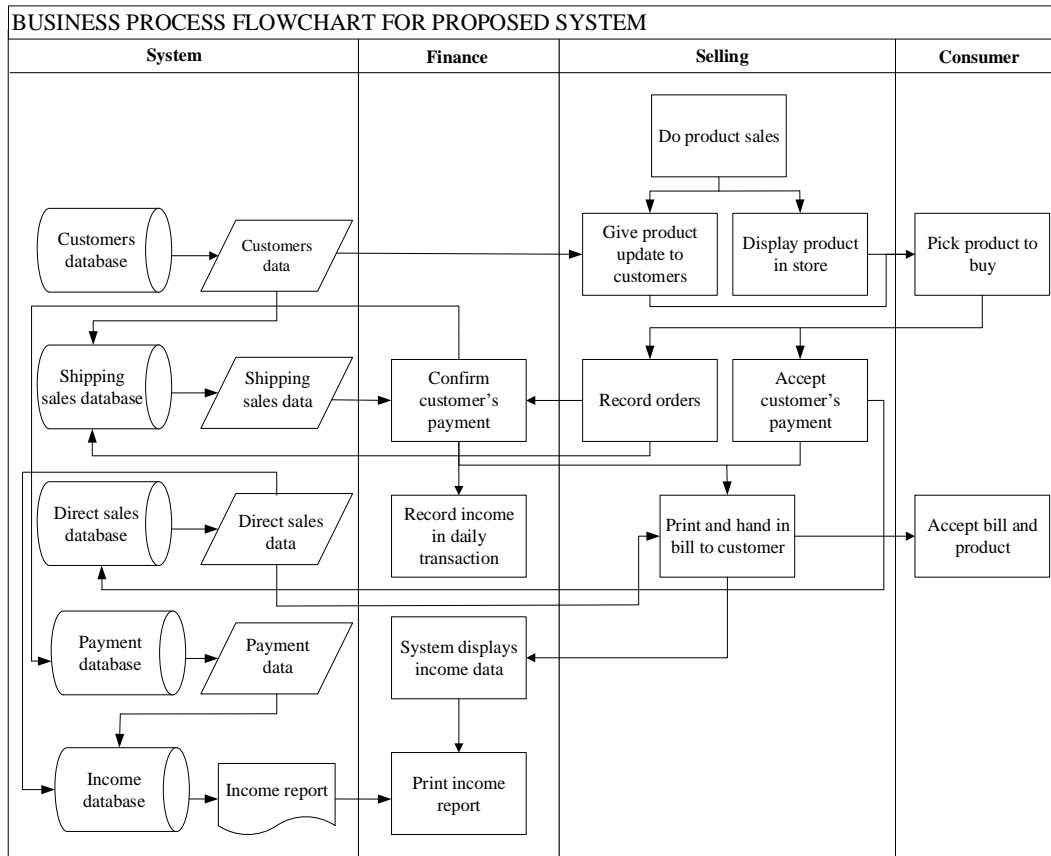 BUSINESS PROCESS FLOWCHART FOR PROPOSED SYSTEM
System
Finance
Selling
Consumer
Do product sales
Customers
database
Customers
data
Give product
update to
customers
Display product
in store
Pick product to
buy
Shipping
sales database
Shipping
sales data
Confirm
customer's
payment
Record orders
Accept
customer's
payment
Direct sales
database
Direct sales
data
Record income
in daily
transaction
Print and hand in
bill to customer
Accept bill and
product
Payment
database
Payment
data
System displays
income data
Income
database
Income report
Print income
report